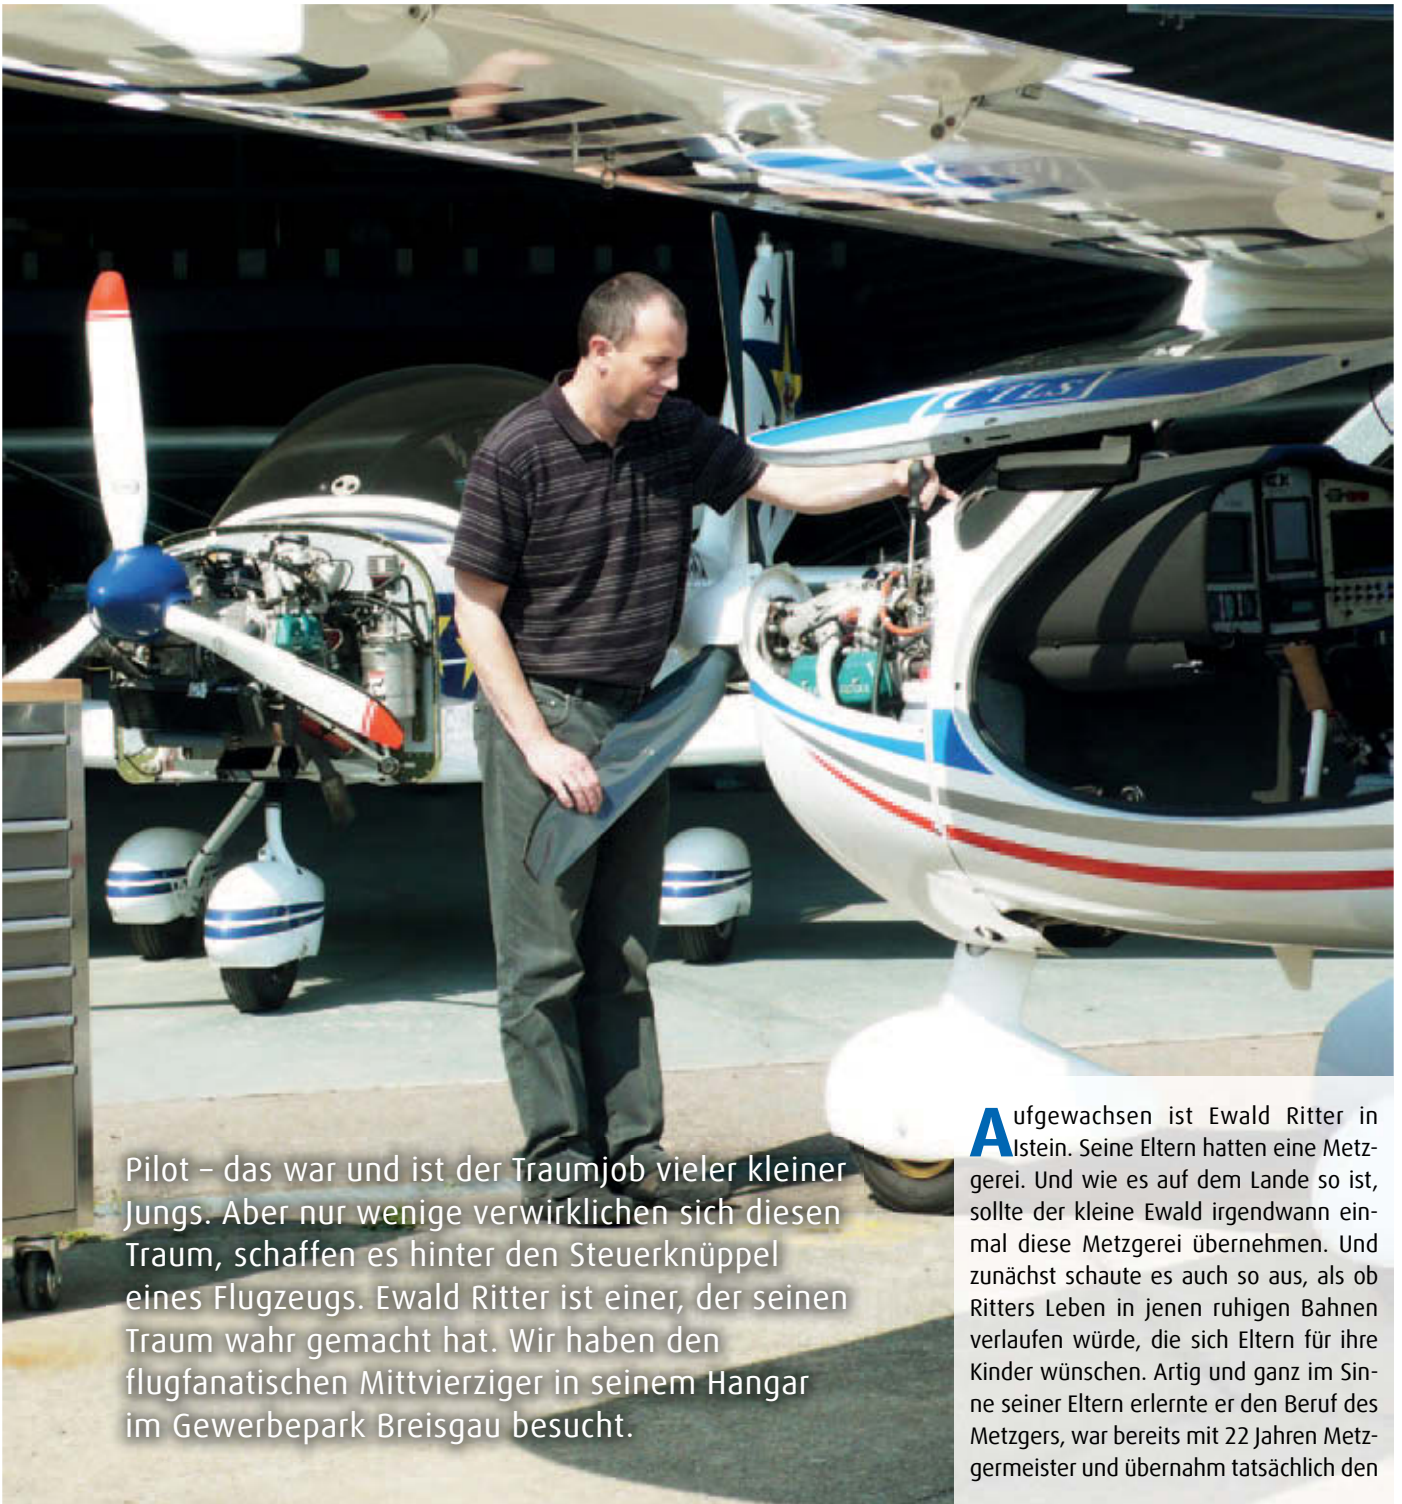 CTLS
Pilot – das war und ist der Traumjob vieler kleiner
Jungs. Aber nur wenige verwirklichen sich diesen
Traum, schaffen es hinter den Steuerknüppel
eines Flugzeugs. Ewald Ritter ist einer, der seinen
Traum wahr gemacht hat. Wir haben den
flugfanatischen Mittvierziger in seinem Hangar
im Gewerbepark Breisgau besucht.
Aufgewachsen ist Ewald Ritter in
Istein. Seine Eltern hatten eine Metz-
gerei. Und wie es auf dem Lande so ist,
sollte der kleine Ewald irgendwann ein-
mal diese Metzgerei übernehmen. Und
zunächst schaute es auch so aus, als ob
Ritters Leben in jenen ruhigen Bahnen
verlaufen würde, die sich Eltern für ihre
Kinder wünschen. Artig und ganz im Sin-
ne seiner Eltern erlernte er den Beruf des
Metzgers, war bereits mit 22 Jahren Metz-
germeister und übernahm tatsächlich den